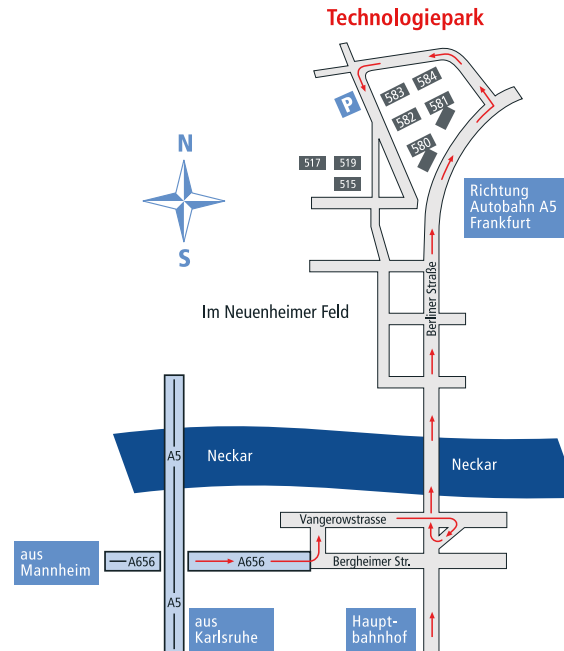 Technologiepark
584
583
581
P
582
580
517
519
515
N
S
Richtung
Autobahn A5
Frankfurt
Berliner Straße
Im Neuenheimer Feld
A5
Neckar
Neckar
Vangerowstrasse
aus
Mannheim
A656
A656
Bergheimer Str.
A5
aus
Karlsruhe
Haupt-
bahnhof